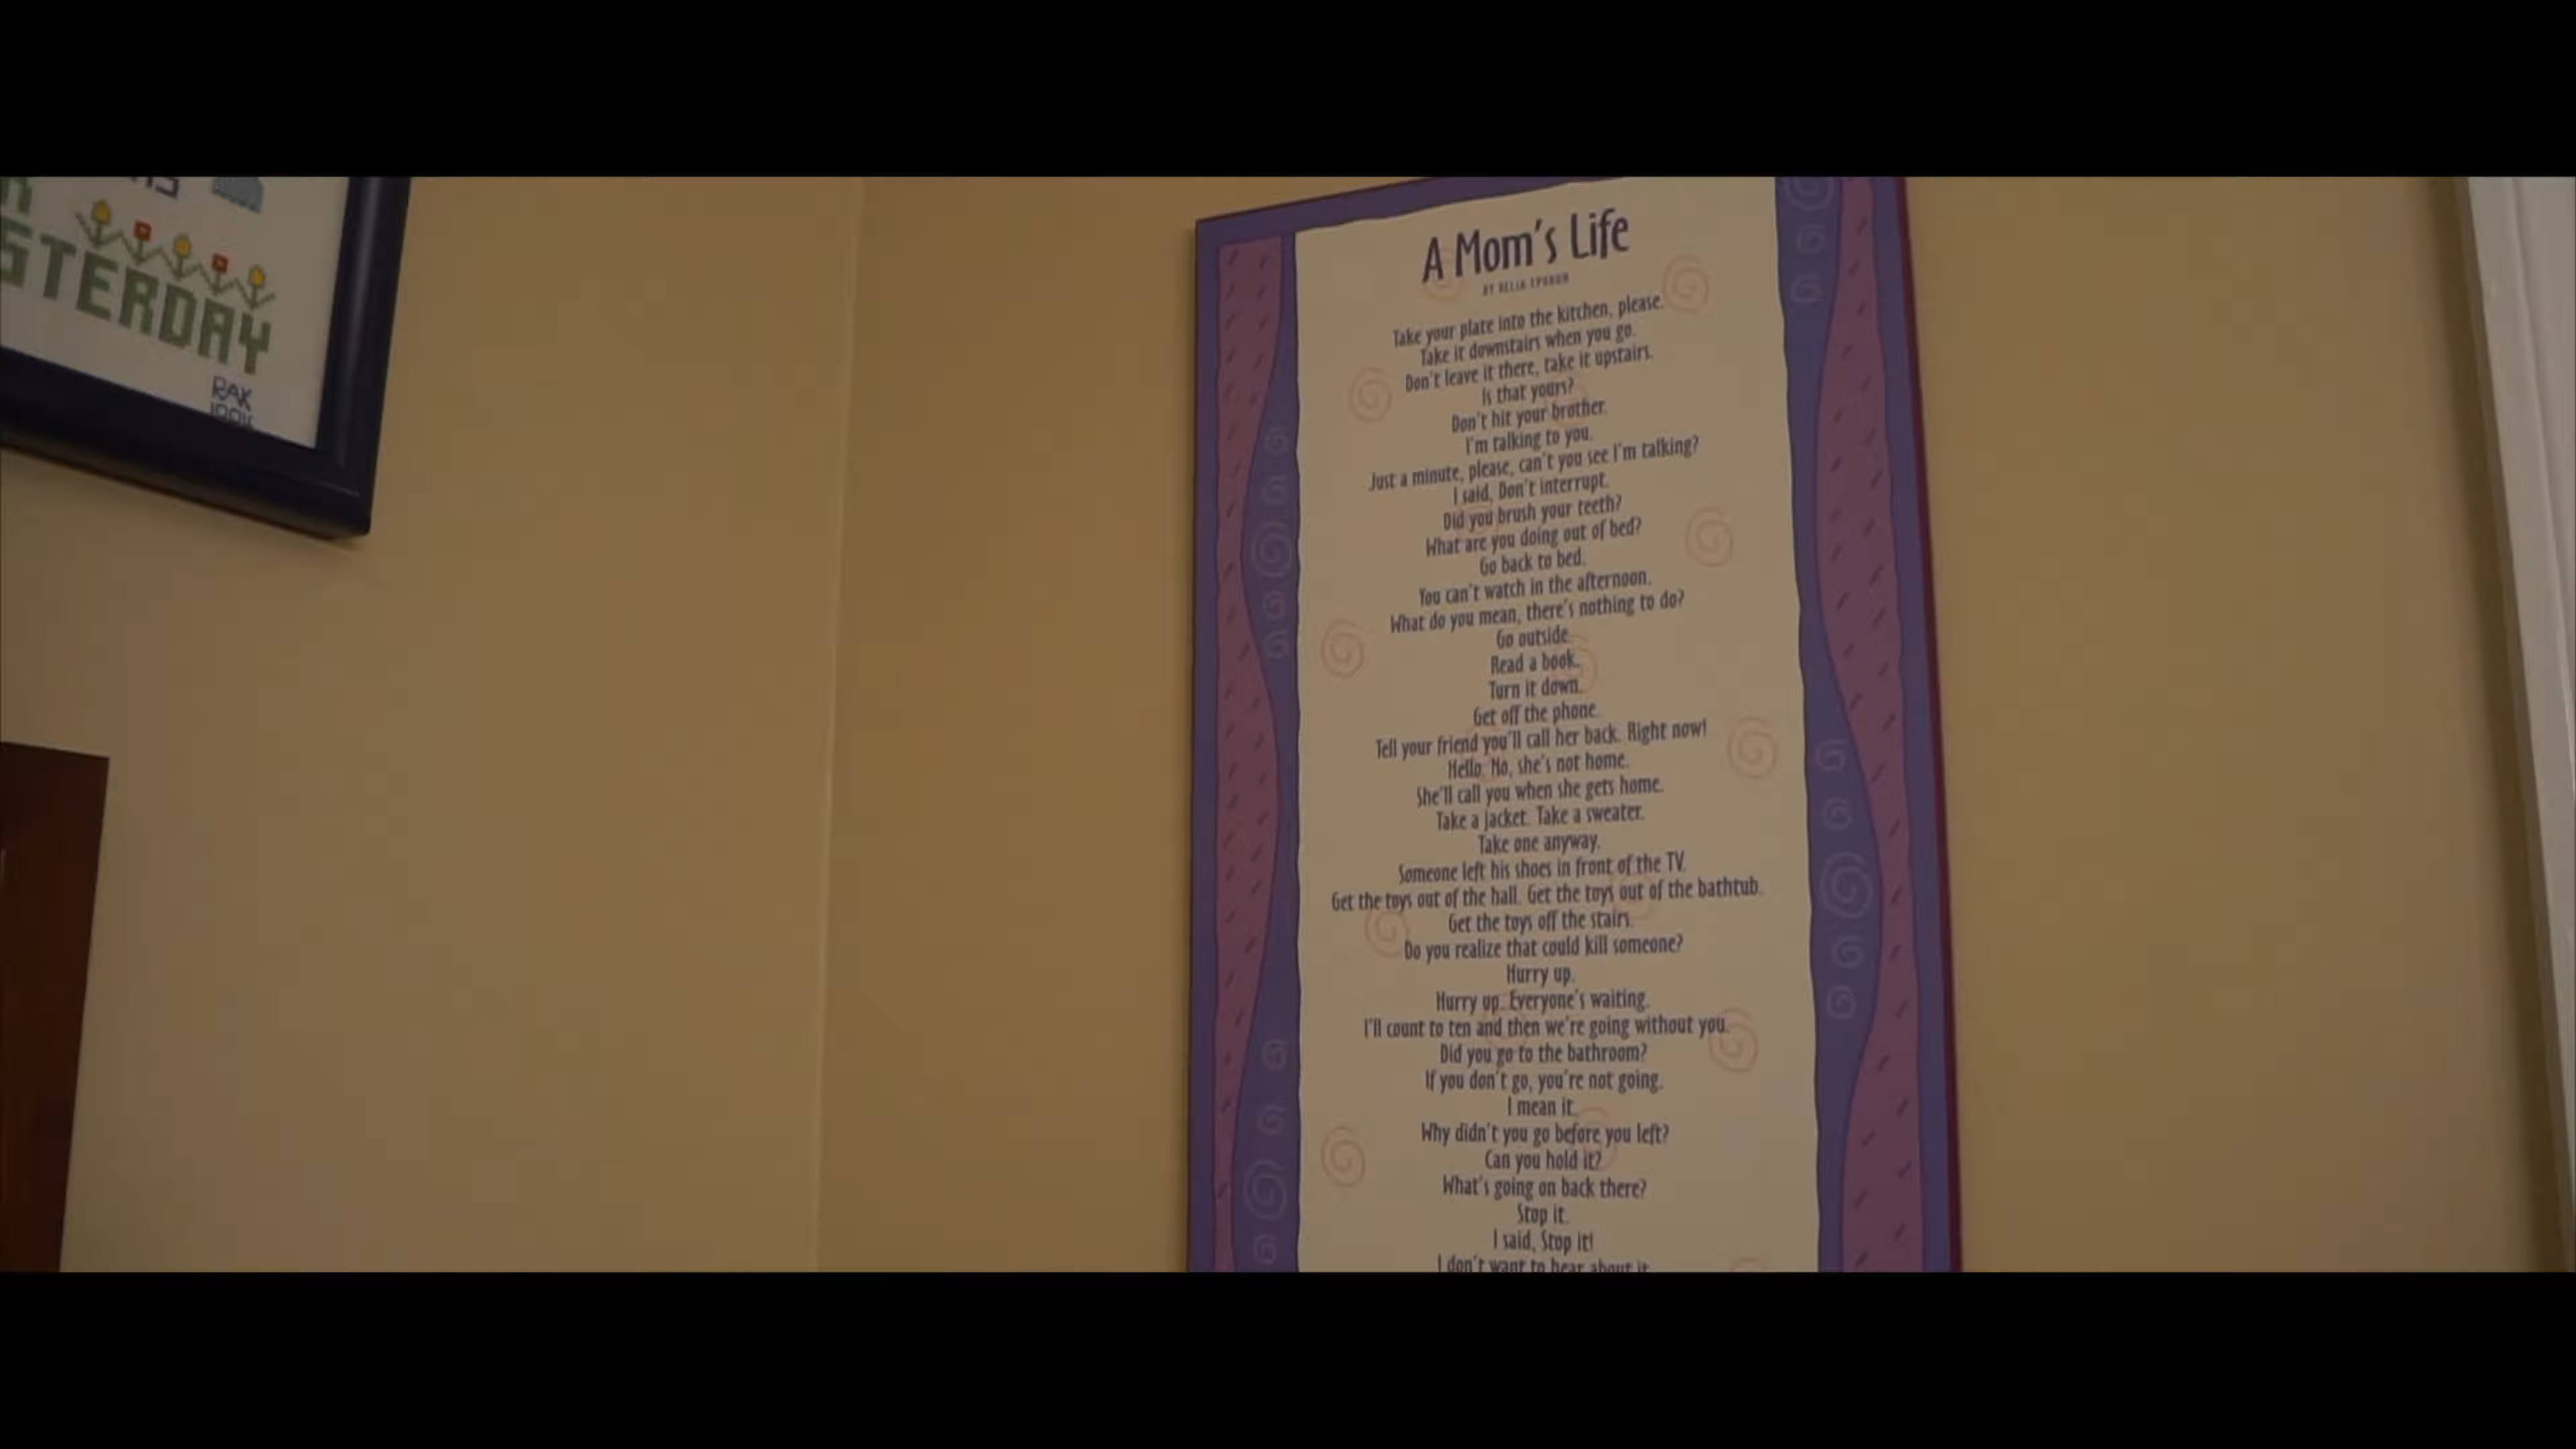 STERDAY
RAK
A Mom's Life
BY DELIA EPHRON
Take your plate into the kitchen, please.
Take it downstairs when you go.
Don't leave it there, take it upstairs.
Is that yours?
Don't hit your brother.
I'm talking to you.
Just a minute, please, can't you see I'm talking?
I said, Don't interrupt.
Did you brush your teeth?
What are you doing out of bed?
Go back to bed.
You can't watch in the afternoon.
What do you mean, there's nothing to do?
Go outside.
Read a book.
Turn it down.
Get off the phone.
Tell your friend you'll call her back. Right now!
Hello. No, she's not home.
She'll call you when she gets home.
Take a jacket. Take a sweater.
Take one anyway.
Someone left his shoes in front of the TV.
Get the toys out of the hall. Get the toys out of the bathtub.
Get the toys off the stairs.
Do you realize that could kill someone?
Hurry up.
Hurry up. Everyone's waiting.
I'll count to ten and then we're going without you.
Did you go to the bathroom?
If you don't go, you're not going.
I mean it.
Why didn't you go before you left?
Can you hold it?
What's going on back there?
Stop it.
I said, Stop it!
I don't want to hear about it